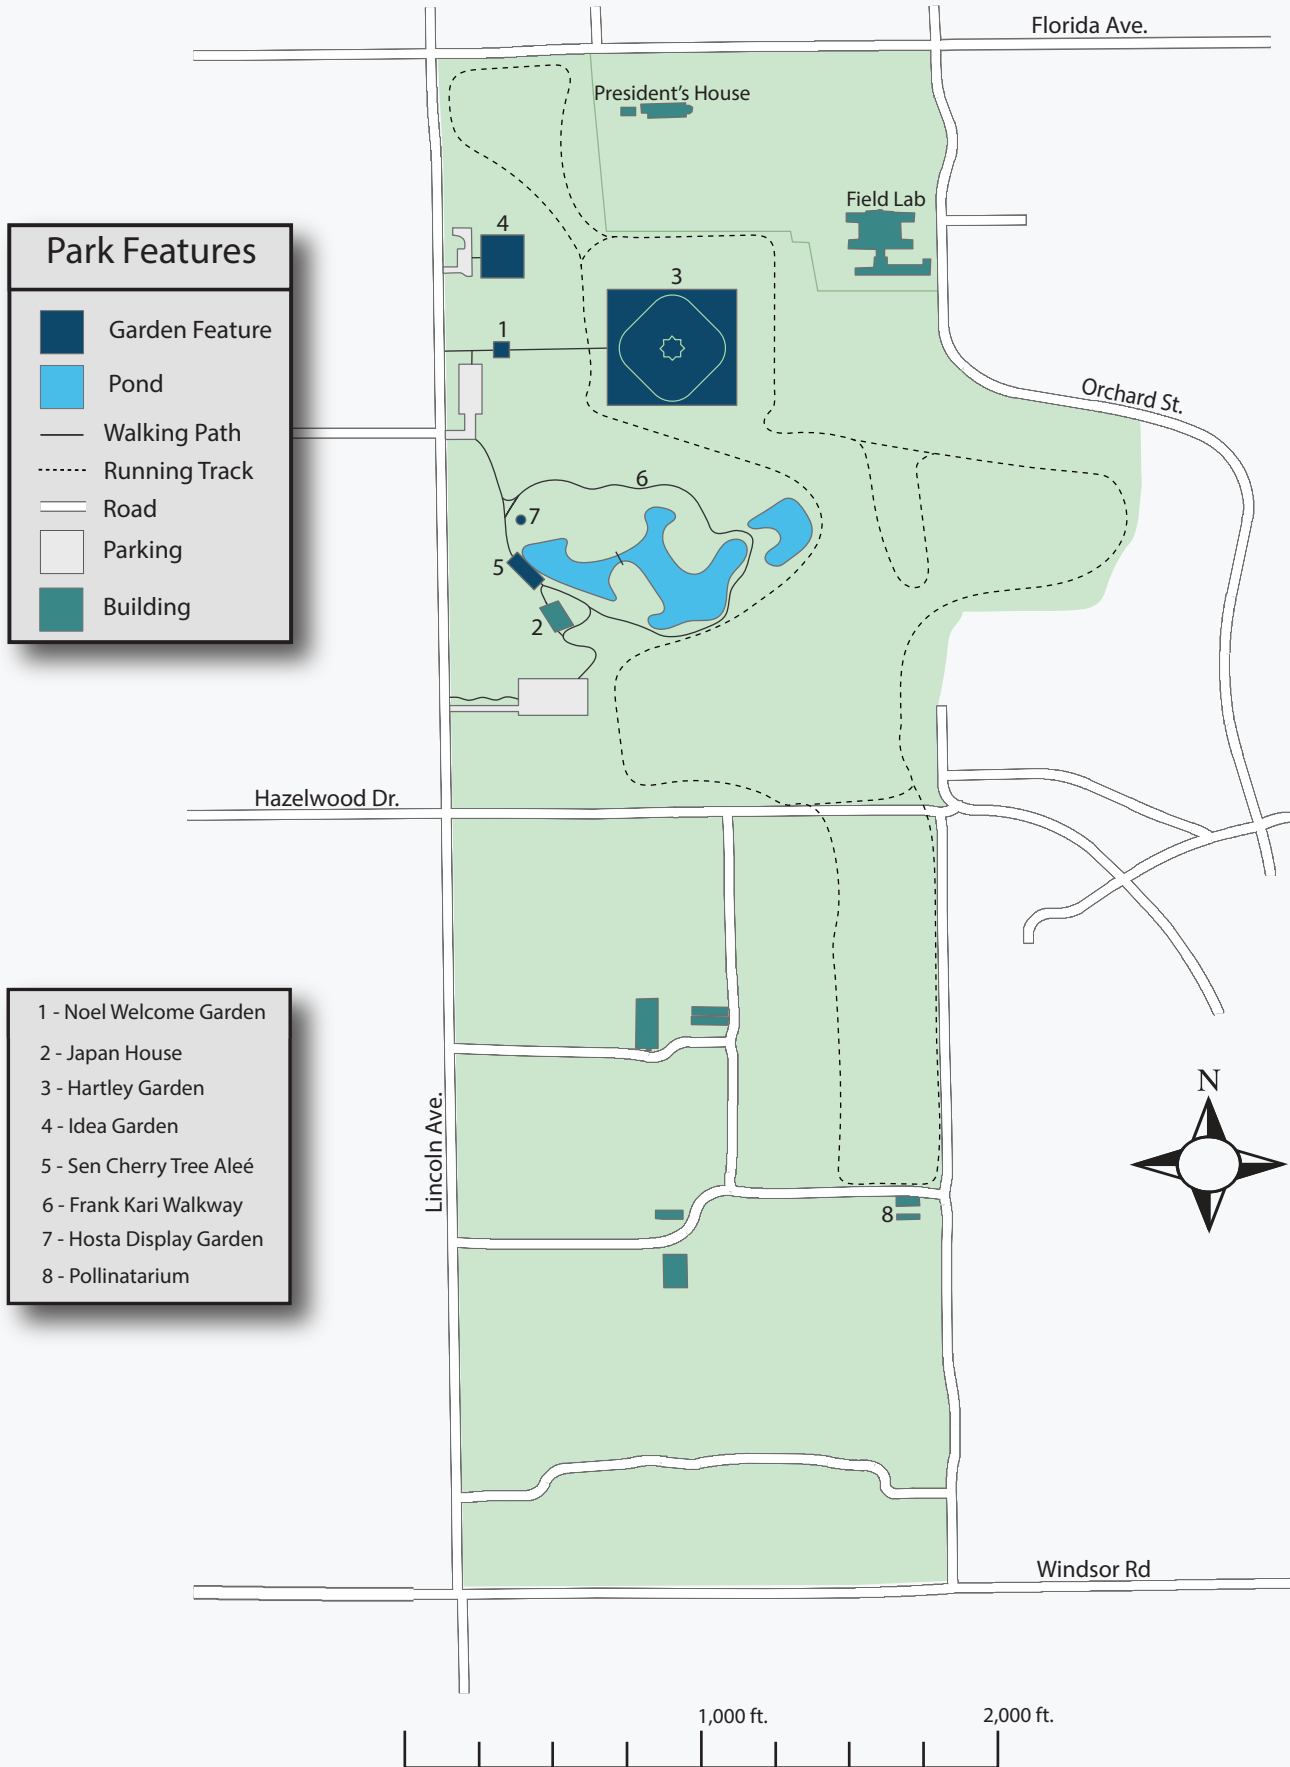 Florida Ave.
President's House
Field Lab
4
3
1
Park Features
Garden Feature
Pond
Walking Path
Running Track
Road
Parking
Building
Orchard St.
6
7
5
2
Hazelwood Dr.
1 - Noel Welcome Garden
2 - Japan House
3 - Hartley Garden
4 - Idea Garden
5 - Sen Cherry Tree Aleé
6 - Frank Kari Walkway
7 - Hosta Display Garden
8 - Pollinatarium
Lincoln Ave.
N
8
Windsor Rd
1,000 ft.
2,000 ft.